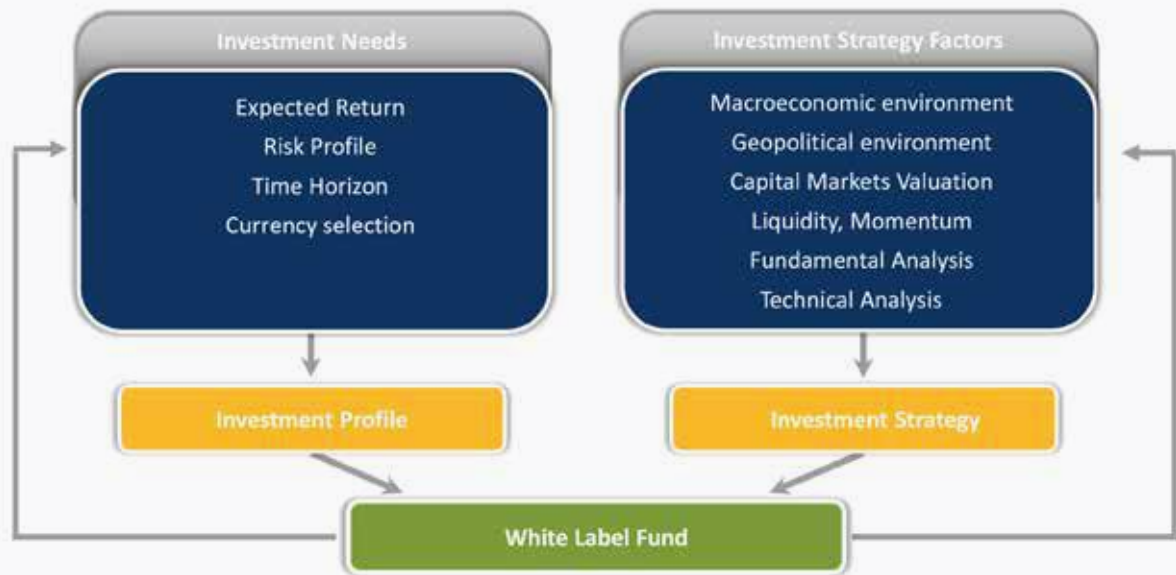 Investment Needs
Expected Return
Risk Profile
Time Horizon
Currency selection
Investment Strategy Factors
Macroeconomic environment
Geopolitical environment
Capital Markets Valuation
Liquidity, Momentum
Fundamental Analysis
Technical Analysis
Investment Profile
Investment Strategy
White Label Fund